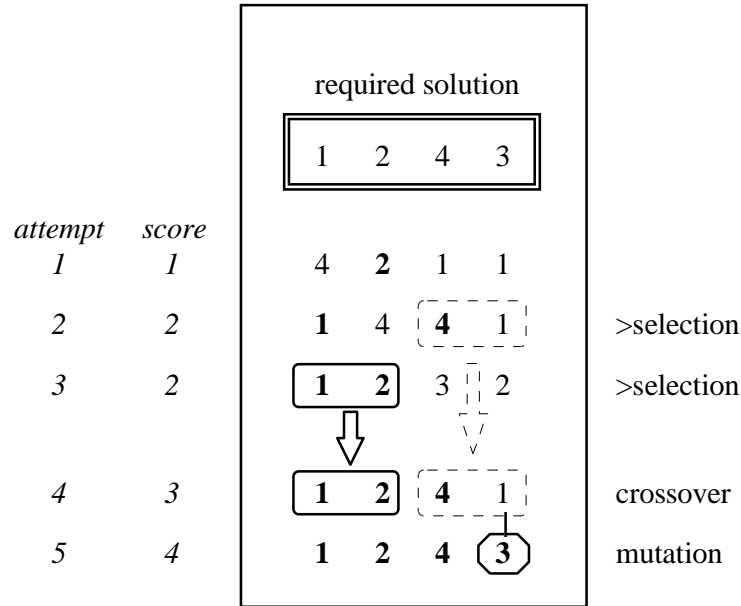 required solution
1 2 4 3
attempt score
1 1 4 2 1 1
2 2 1 4 4 1 >selection
3 2 1 2 3 2 >selection
4 3 1 2 4 1 crossover
5 4 1 2 4 3 mutation